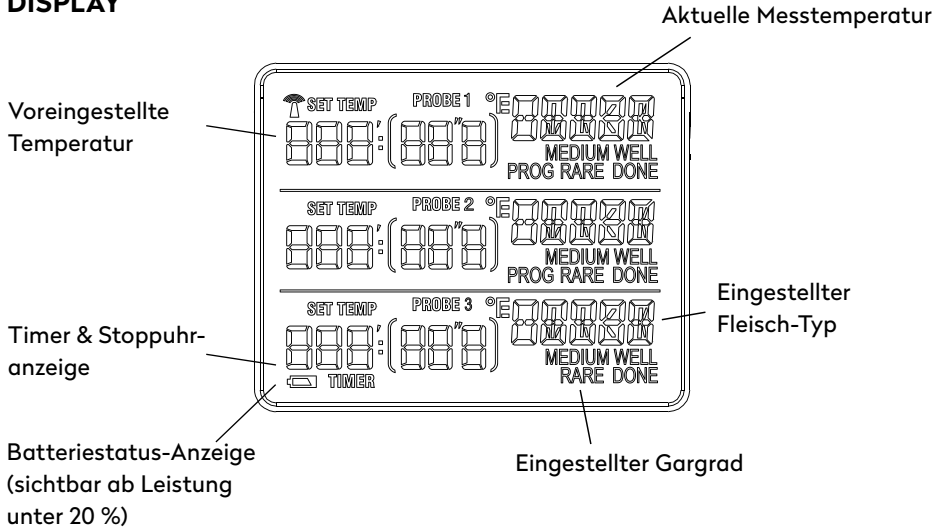 DISPLAY
Aktuelle Messtemperatur
Voreingestellte
Temperatur
SET TEMP PROBE 1 °E
MEDIUM WELL
PROG RARE DONE
SET TEMP PROBE 2 °E
MEDIUM WELL
PROG RARE DONE
SET TEMP PROBE 3 °E
MEDIUM WELL
RARE DONE
TIMER
Eingestellter
Fleisch-Typ
Timer & Stoppuhr-
anzeige
Batteriestatus-Anzeige
(sichtbar ab Leistung
unter 20 %)
Eingestellter Gargrad